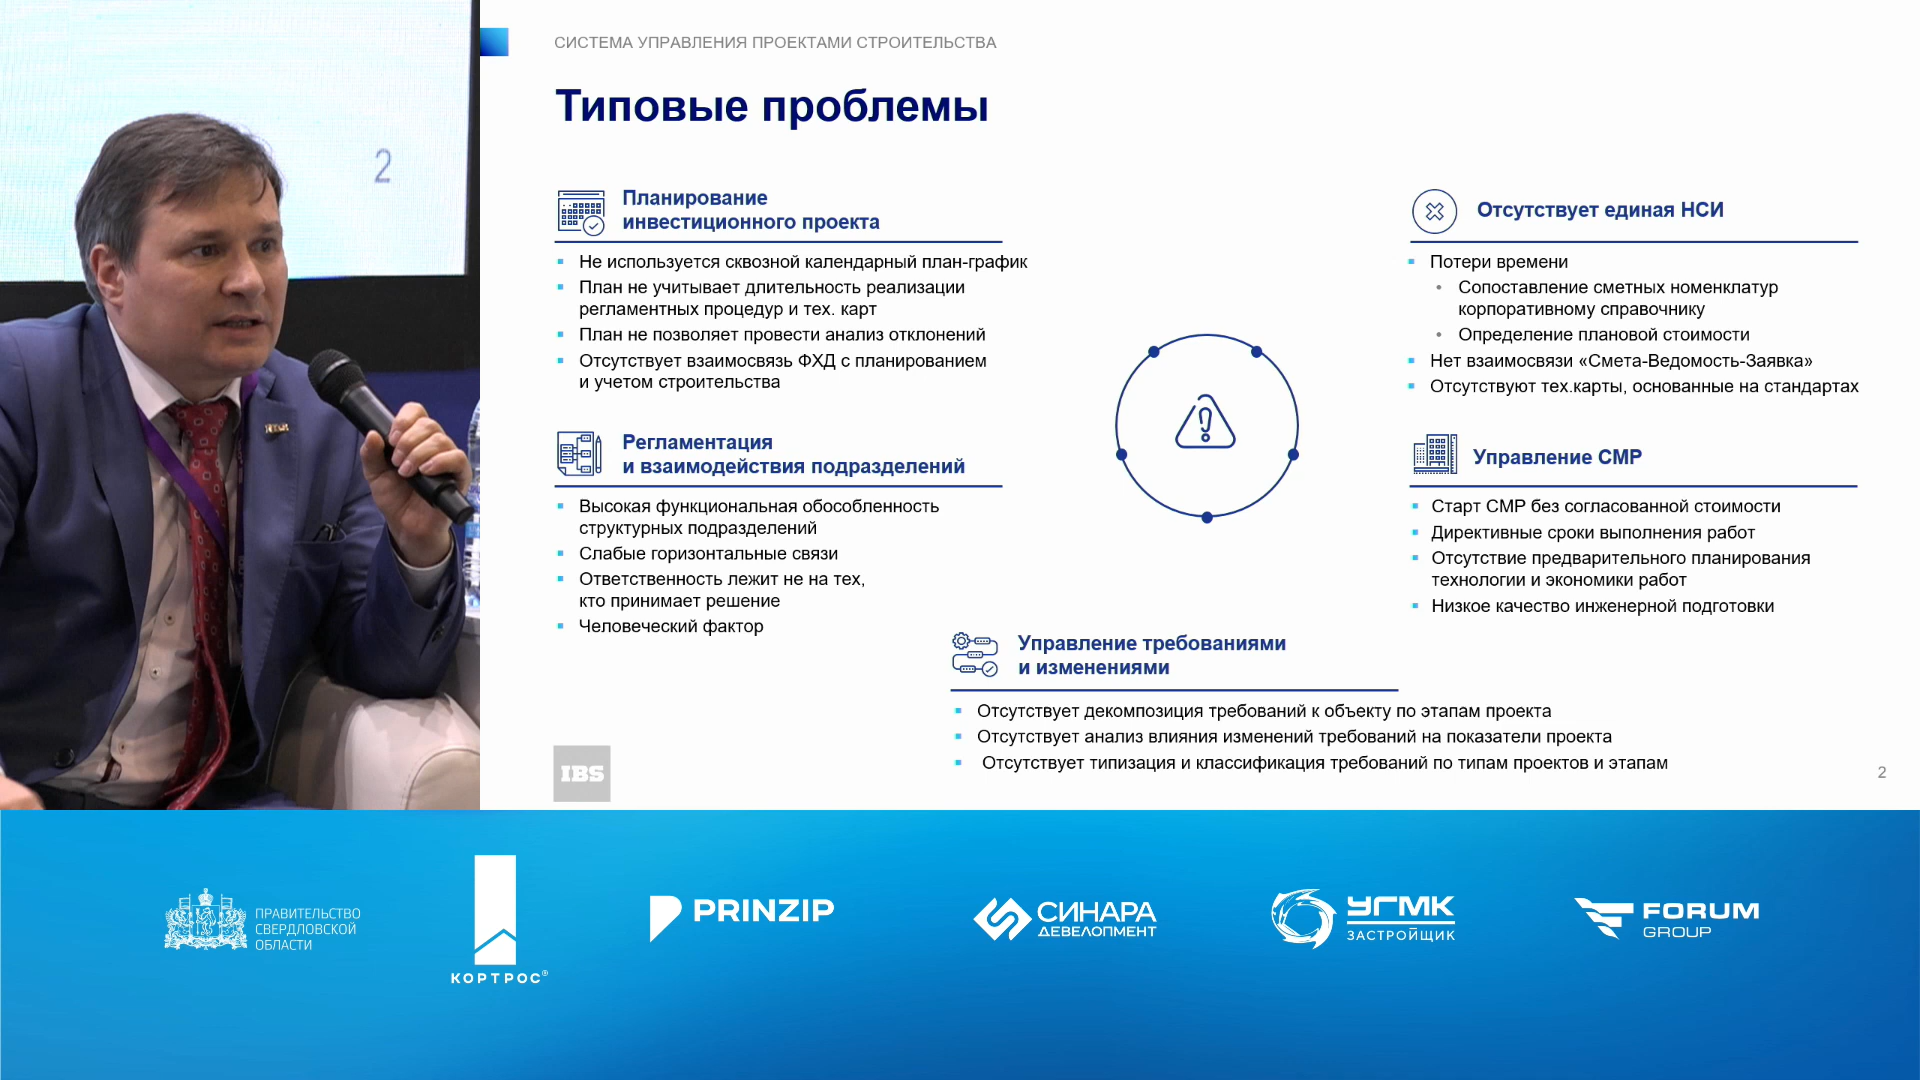 2
СИСТЕМА УПРАВЛЕНИЯ ПРОЕКТАМИ СТРОИТЕЛЬСТВА
Типовые проблемы
Планирование
инвестиционного проекта
Не используется сквозной календарный план-график
План не учитывает длительность реализации
регламентных процедур и тех. карт
План не позволяет провести анализ отклонений
Отсутствует взаимосвязь ФХД с планированием
и учетом строительства
Регламентация
и взаимодействия подразделений
Высокая функциональная обособленность
структурных подразделений
Слабые горизонтальные связи
Ответственность лежит не на тех,
кто принимает решение
Человеческий фактор
Отсутствует единая НСИ
Потери времени
Сопоставление сметных номенклатур
корпоративному справочнику
Определение плановой стоимости
Нет взаимосвязи «Смета-Ведомость-Заявка»
Отсутствуют тех.карты, основанные на стандартах
Управление СМР
Старт СМР без согласованной стоимости
Директивные сроки выполнения работ
Отсутствие предварительного планирования
технологии и экономики работ
Низкое качество инженерной подготовки
Управление требованиями
и изменениями
Отсутствует декомпозиция требований к объекту по этапам проекта
Отсутствует анализ влияния изменений требований на показатели проекта
Отсутствует типизация и классификация требований по типам проектов и этапам
IBS
2
ПРАВИТЕЛЬСТВО
СВЕРДЛОВСКОЙ
ОБЛАСТИ
КОРТРОС®
PRINZIP
СИНАРА
ДЕВЕЛОПМЕНТ
УГМК
ЗАСТРОЙЩИК
FORUM
GROUP